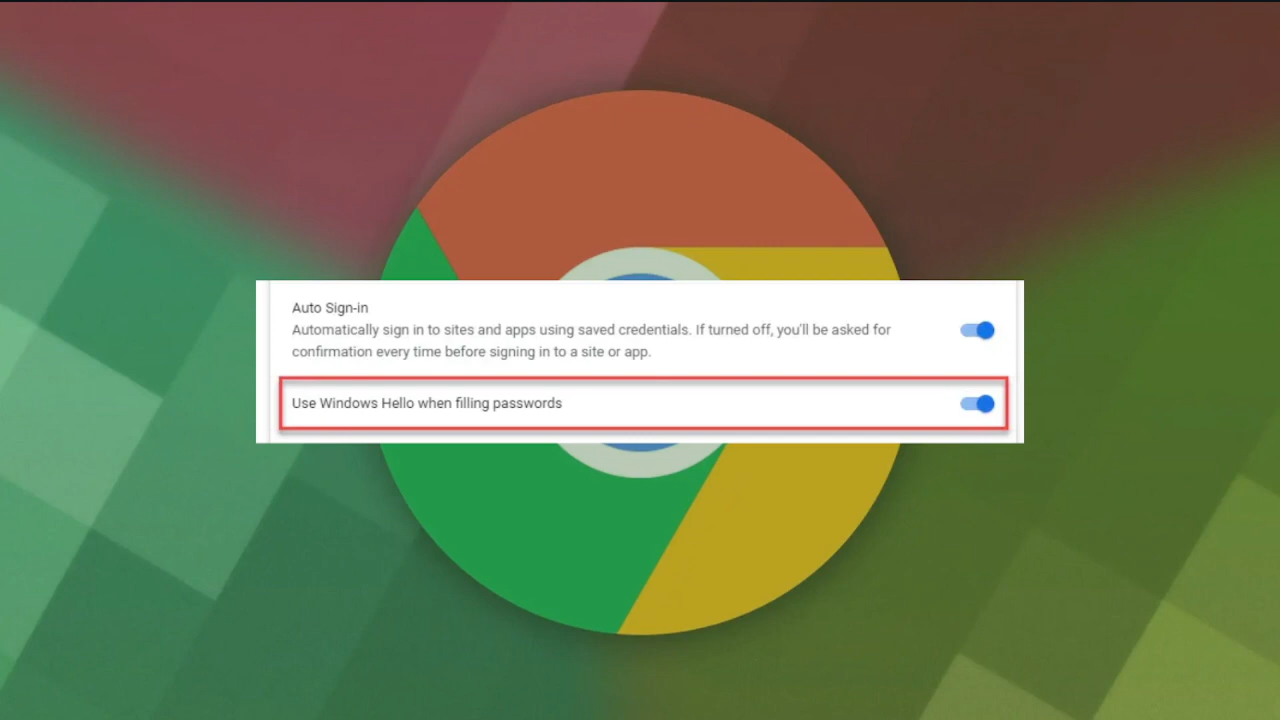 Auto Sign-in
Automatically sign in to sites and apps using saved credentials. If turned off, you'll be asked for
confirmation every time before signing in to a site or app.
Use Windows Hello when filling passwords